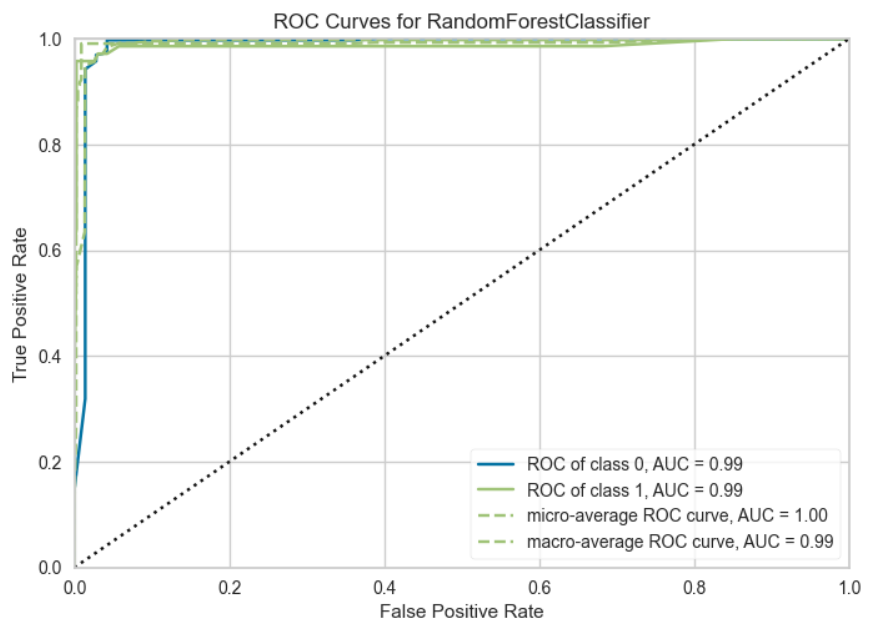 ROC Curves for RandomForestClassifier
1.0
0.8
0.6
0.4
0.2
0.0
True Positive Rate
ROC of class 0, AUC = 0.99
ROC of class 1, AUC = 0.99
micro-average ROC curve, AUC = 1.00
macro-average ROC curve, AUC = 0.99
0.0 0.2 0.4 0.6 0.8 1.0
False Positive Rate